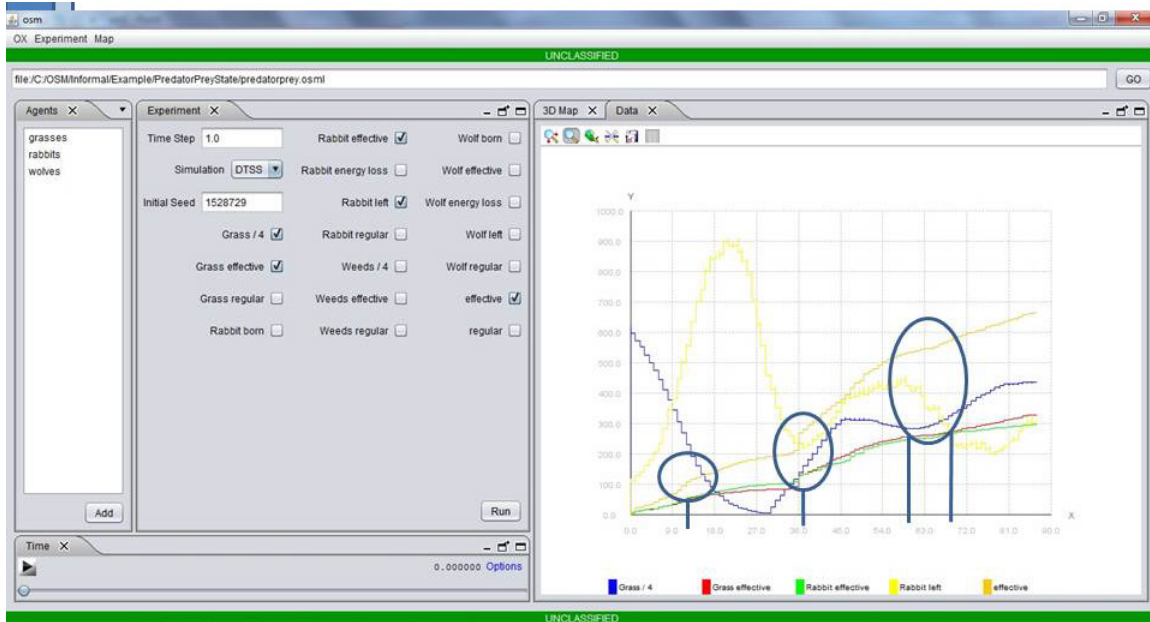 osm
OX Experiment Map
UNCLASSIFIED
file:/C:/OSM/Informal/Example/PredatorPreyState/predatorprey.osml GO
Agents X
grasses
rabbits
wolves
Add
Experiment X
Time Step 1.0 Rabbit effective Wolf born
Simulation DTSS Rabbit energy loss Wolf effective
Initial Seed 1528729 Rabbit left Wolf energy loss
Grass / 4 Rabbit regular Wolf left
Grass effective Weeds / 4 Wolf regular
Grass regular Weeds effective effective
Rabbit born Weeds regular regular
Run
Time X
0.000000 Options
3D Map X Data X
Y
1000.0
900.0
800.0
700.0
600.0
500.0
400.0
300.0
200.0
100.0
0.0
X
0.0 9.0 18.0 27.0 36.0 45.0 54.0 63.0 72.0 81.0 90.0
Grass / 4 Grass effective Rabbit effective Rabbit left effective
UNCLASSIFIED